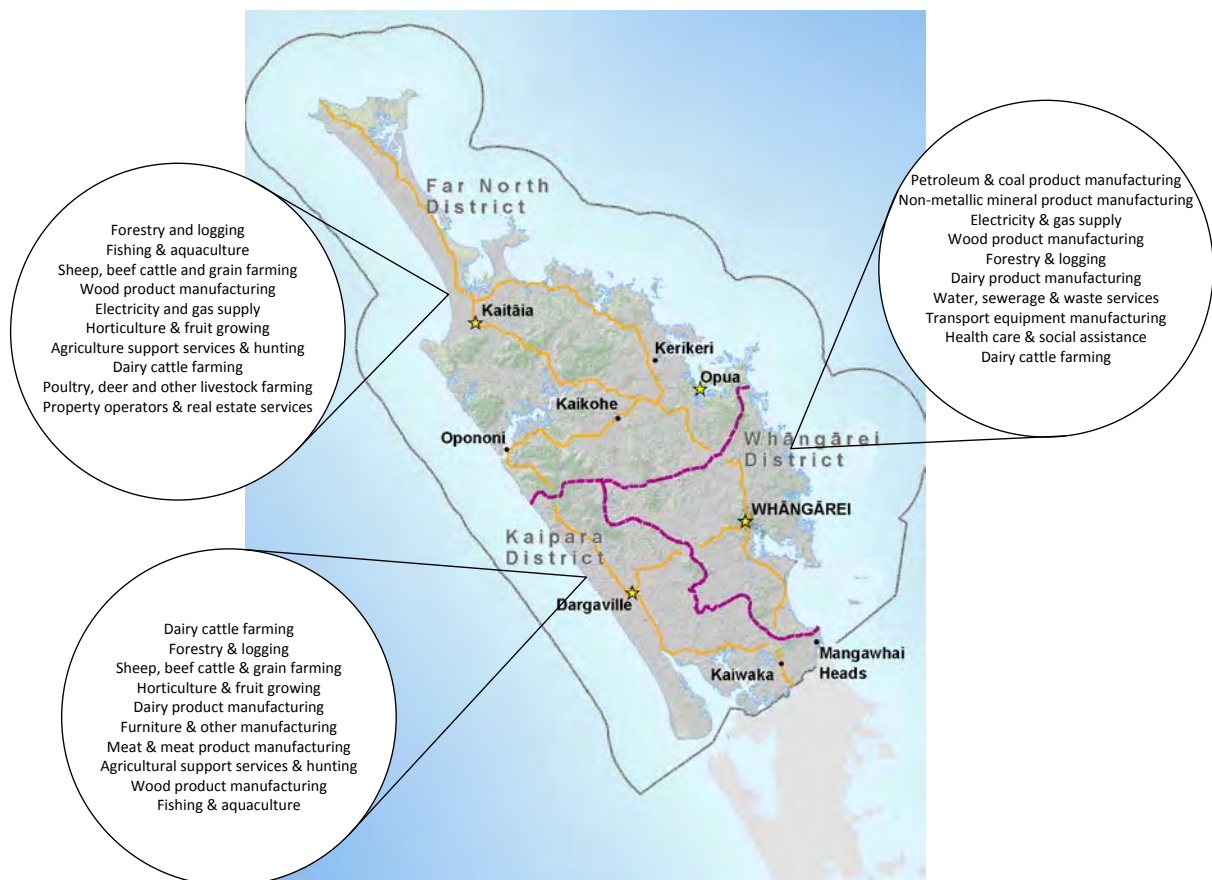 Far North
District
Kaitāia
Kerikeri
Opua
Kaikohe
Opononi
Whāngārei
District
WHĀNGĀREI
Kaipara
District
Dargaville
Mangawhai
Heads
Kaiwaka
Forestry and logging
Fishing & aquaculture
Sheep, beef cattle and grain farming
Wood product manufacturing
Electricity and gas supply
Horticulture & fruit growing
Agriculture support services & hunting
Dairy cattle farming
Poultry, deer and other livestock farming
Property operators & real estate services
Petroleum & coal product manufacturing
Non-metallic mineral product manufacturing
Electricity & gas supply
Wood product manufacturing
Forestry & logging
Dairy product manufacturing
Water, sewerage & waste services
Transport equipment manufacturing
Health care & social assistance
Dairy cattle farming
Dairy cattle farming
Forestry & logging
Sheep, beef cattle & grain farming
Horticulture & fruit growing
Dairy product manufacturing
Furniture & other manufacturing
Meat & meat product manufacturing
Agricultural support services & hunting
Wood product manufacturing
Fishing & aquaculture